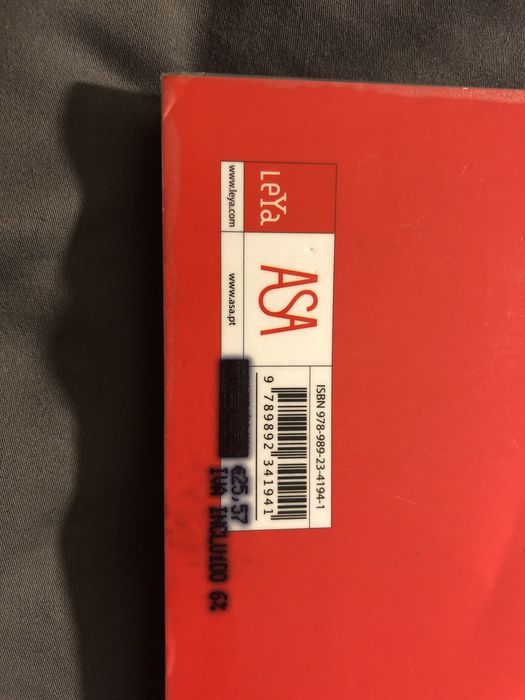 LeYa
www.leya.com
ASA
www.asa.pt
ISBN 978-989-23-4194-1
9 789892 341941
€25,57
IVA INCLUIDO 6%